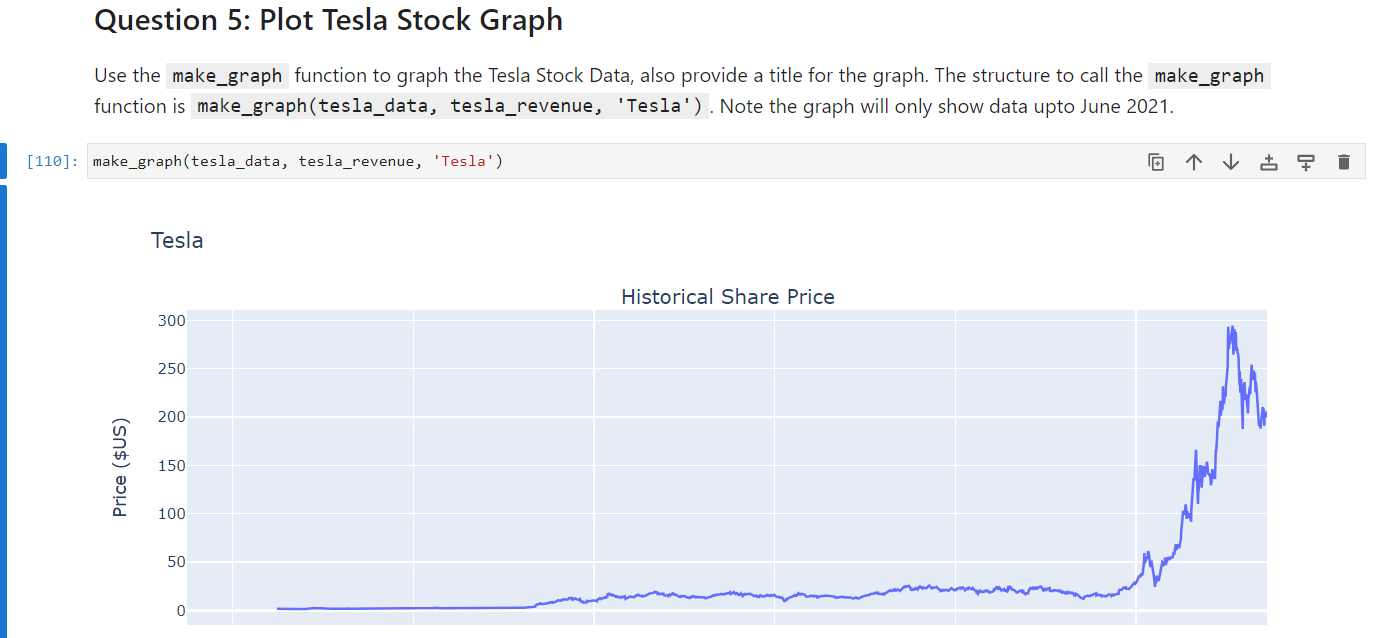 Question 5: Plot Tesla Stock Graph
Use the make_graph function to graph the Tesla Stock Data, also provide a title for the graph. The structure to call the make_graph
function is make_graph(tesla_data, tesla_revenue, 'Tesla'). Note the graph will only show data upto June 2021.
[110]: make_graph(tesla_data, tesla_revenue, 'Tesla')
Tesla
Historical Share Price
300
250
200
150
100
50
0
Price ($US)